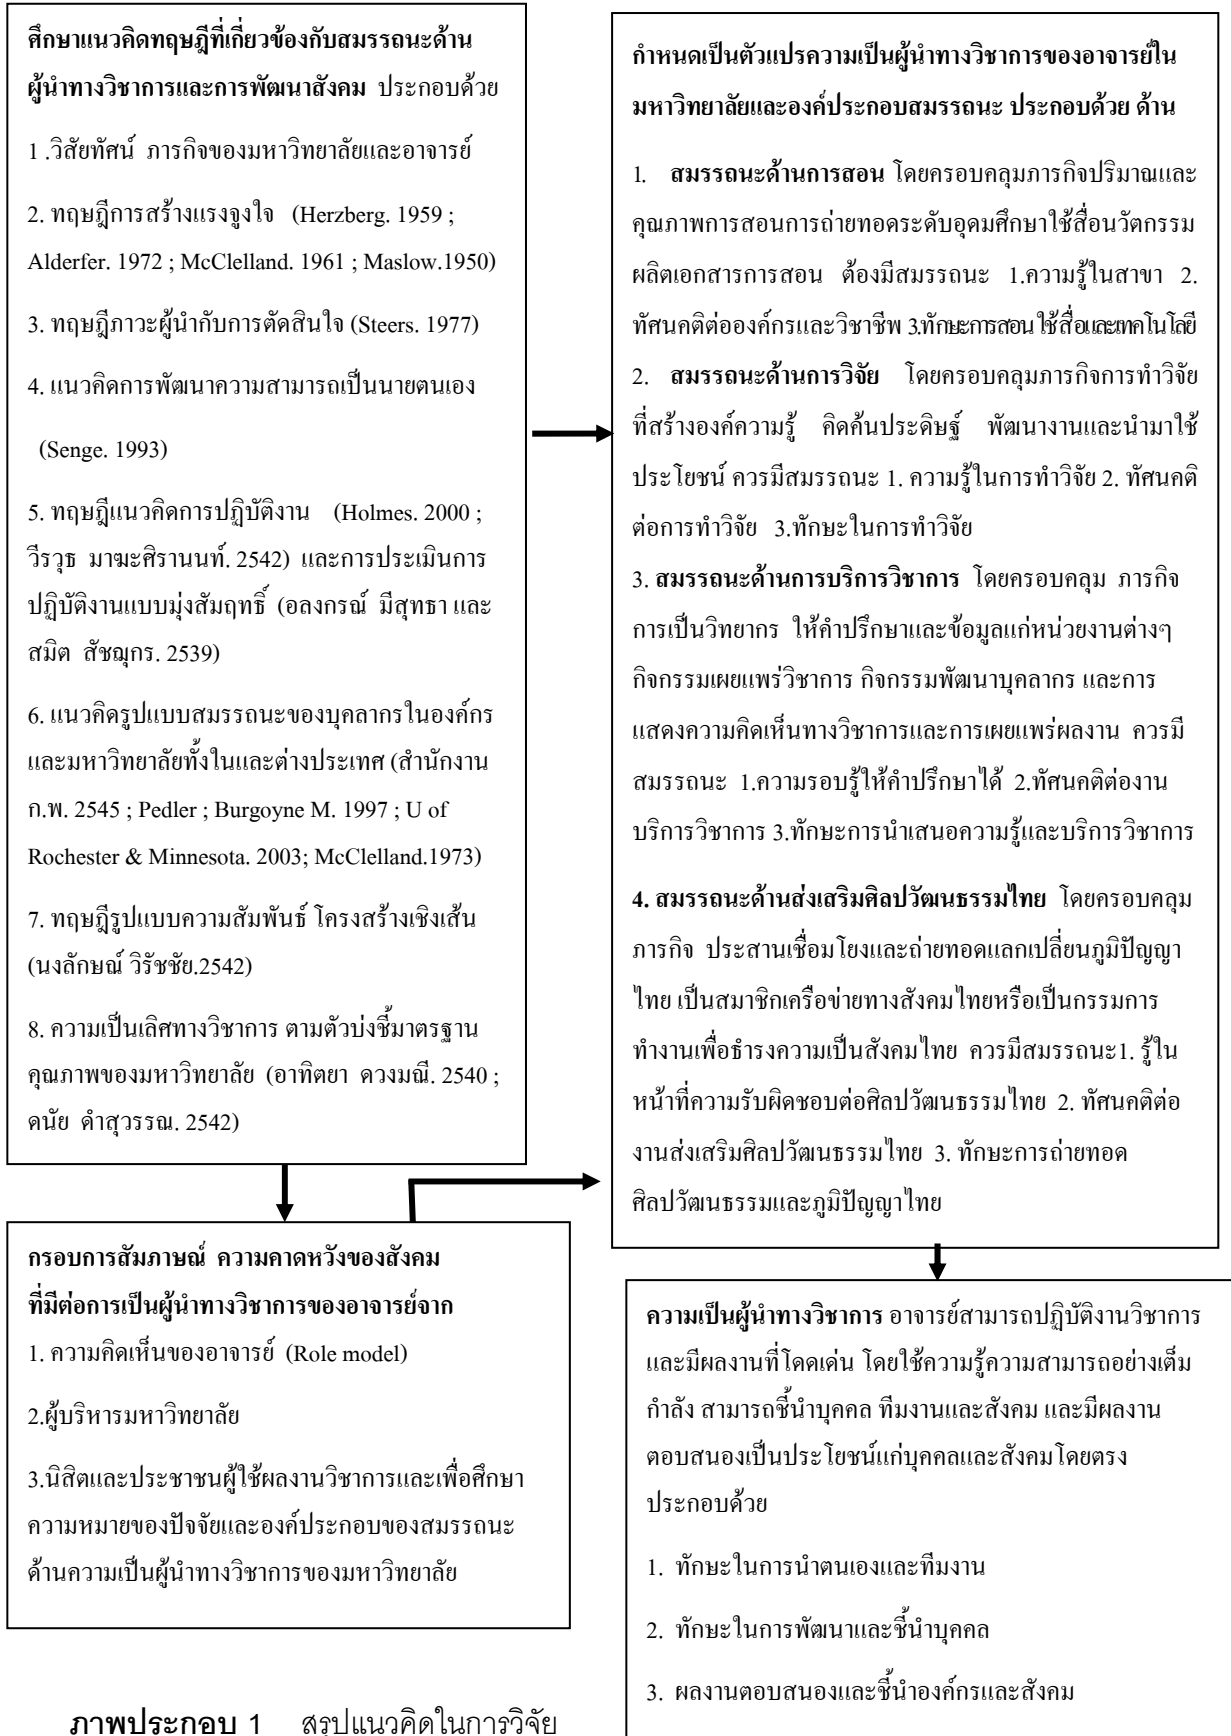 ศึกษาแนวคิดทฤษฎีที่เกี่ยวข้องกับสมรรถนะด้าน
ผู้นำทางวิชาการและการพัฒนาสังคม ประกอบด้วย
1 .วิสัยทัศน์ ภารกิจของมหาวิทยาลัยและอาจารย์
2. ทฤษฎีการสร้างแรงจูงใจ (Herzberg. 1959 ;
Alderfer. 1972 ; McClelland. 1961 ; Maslow.1950)
3. ทฤษฎีภาวะผู้นำกับการตัดสินใจ (Steers. 1977)
4. แนวคิดการพัฒนาความสามารถเป็นนายตนเอง
(Senge. 1993)
5. ทฤษฎีแนวคิดการปฏิบัติงาน (Holmes. 2000 ;
วีรวุธ มาฆะศิรานนท์. 2542) และการประเมินการ
ปฏิบัติงานแบบมุ่งสัมฤทธิ์ (อลงกรณ์ มีสุทธา และ
สมิต สัชฌุกร. 2539)
6. แนวคิดรูปแบบสมรรถนะของบุคลากรในองค์กร
และมหาวิทยาลัยทั้งในและต่างประเทศ (สำนักงาน
ก.พ. 2545 ; Pedler ; Burgoyne M. 1997 ; U of
Rochester & Minnesota. 2003; McClelland.1973)
7. ทฤษฎีรูปแบบความสัมพันธ์ โครงสร้างเชิงเส้น
(นงลักษณ์ วิรัชชัย.2542)
8. ความเป็นเลิศทางวิชาการ ตามตัวบ่งชี้มาตรฐาน
คุณภาพของมหาวิทยาลัย (อาทิตยา ดวงมณี. 2540 ;
ดนัย ดำสุวรรณ. 2542)
กรอบการสัมภาษณ์ ความคาดหวังของสังคม
ที่มีต่อการเป็นผู้นำทางวิชาการของอาจารย์จาก
1. ความคิดเห็นของอาจารย์ (Role model)
2.ผู้บริหารมหาวิทยาลัย
3.นิสิตและประชาชนผู้ใช้ผลงานวิชาการและเพื่อศึกษา
ความหมายของปัจจัยและองค์ประกอบของสมรรถนะ
ด้านความเป็นผู้นำทางวิชาการของมหาวิทยาลัย
กำหนดเป็นตัวแปรความเป็นผู้นำทางวิชาการของอาจารย์ใน
มหาวิทยาลัยและองค์ประกอบสมรรถนะ ประกอบด้วย ด้าน
1. สมรรถนะด้านการสอน โดยครอบคลุมภารกิจปริมาณและ
คุณภาพการสอนการถ่ายทอดระดับอุดมศึกษาใช้สื่อนวัตกรรม
ผลิตเอกสารการสอน ต้องมีสมรรถนะ 1.ความรู้ในสาขา 2.
ทัศนคติต่อองค์กรและวิชาชีพ 3.ทักษะการสอนใช้สื่อและเทคโนโลยี
2. สมรรถนะด้านการวิจัย โดยครอบคลุมภารกิจการทำวิจัย
ที่สร้างองค์ความรู้ คิดค้นประดิษฐ์ พัฒนางานและนำมาใช้
ประโยชน์ ควรมีสมรรถนะ 1. ความรู้ในการทำวิจัย 2. ทัศนคติ
ต่อการทำวิจัย 3.ทักษะในการทำวิจัย
3. สมรรถนะด้านการบริการวิชาการ โดยครอบคลุม ภารกิจ
การเป็นวิทยากร ให้คำปรึกษาและข้อมูลแก่หน่วยงานต่างๆ
กิจกรรมเผยแพร่วิชาการ กิจกรรมพัฒนาบุคลากร และการ
แสดงความคิดเห็นทางวิชาการและการเผยแพร่ผลงาน ควรมี
สมรรถนะ 1.ความรอบรู้ให้คำปรึกษาได้ 2.ทัศนคติต่องาน
บริการวิชาการ 3.ทักษะการนำเสนอความรู้และบริการวิชาการ
4. สมรรถนะด้านส่งเสริมศิลปวัฒนธรรมไทย โดยครอบคลุม
ภารกิจ ประสานเชื่อมโยงและถ่ายทอดแลกเปลี่ยนภูมิปัญญา
ไทย เป็นสมาชิกเครือข่ายทางสังคมไทยหรือเป็นกรรมการ
ทำงานเพื่อธำรงความเป็นสังคมไทย ควรมีสมรรถนะ1. รู้ใน
หน้าที่ความรับผิดชอบต่อศิลปวัฒนธรรมไทย 2. ทัศนคติต่อ
งานส่งเสริมศิลปวัฒนธรรมไทย 3. ทักษะการถ่ายทอด
ศิลปวัฒนธรรมและภูมิปัญญาไทย
ความเป็นผู้นำทางวิชาการ อาจารย์สามารถปฏิบัติงานวิชาการ
และมีผลงานที่โดดเด่น โดยใช้ความรู้ความสามารถอย่างเต็ม
กำลัง สามารถชี้นำบุคคล ทีมงานและสังคม และมีผลงาน
ตอบสนองเป็นประโยชน์แก่บุคคลและสังคมโดยตรง
ประกอบด้วย
1. ทักษะในการนำตนเองและทีมงาน
2. ทักษะในการพัฒนาและชี้นำบุคคล
3. ผลงานตอบสนองและชี้นำองค์กรและสังคม
ภาพประกอบ 1 สรุปแนวคิดในการวิจัย